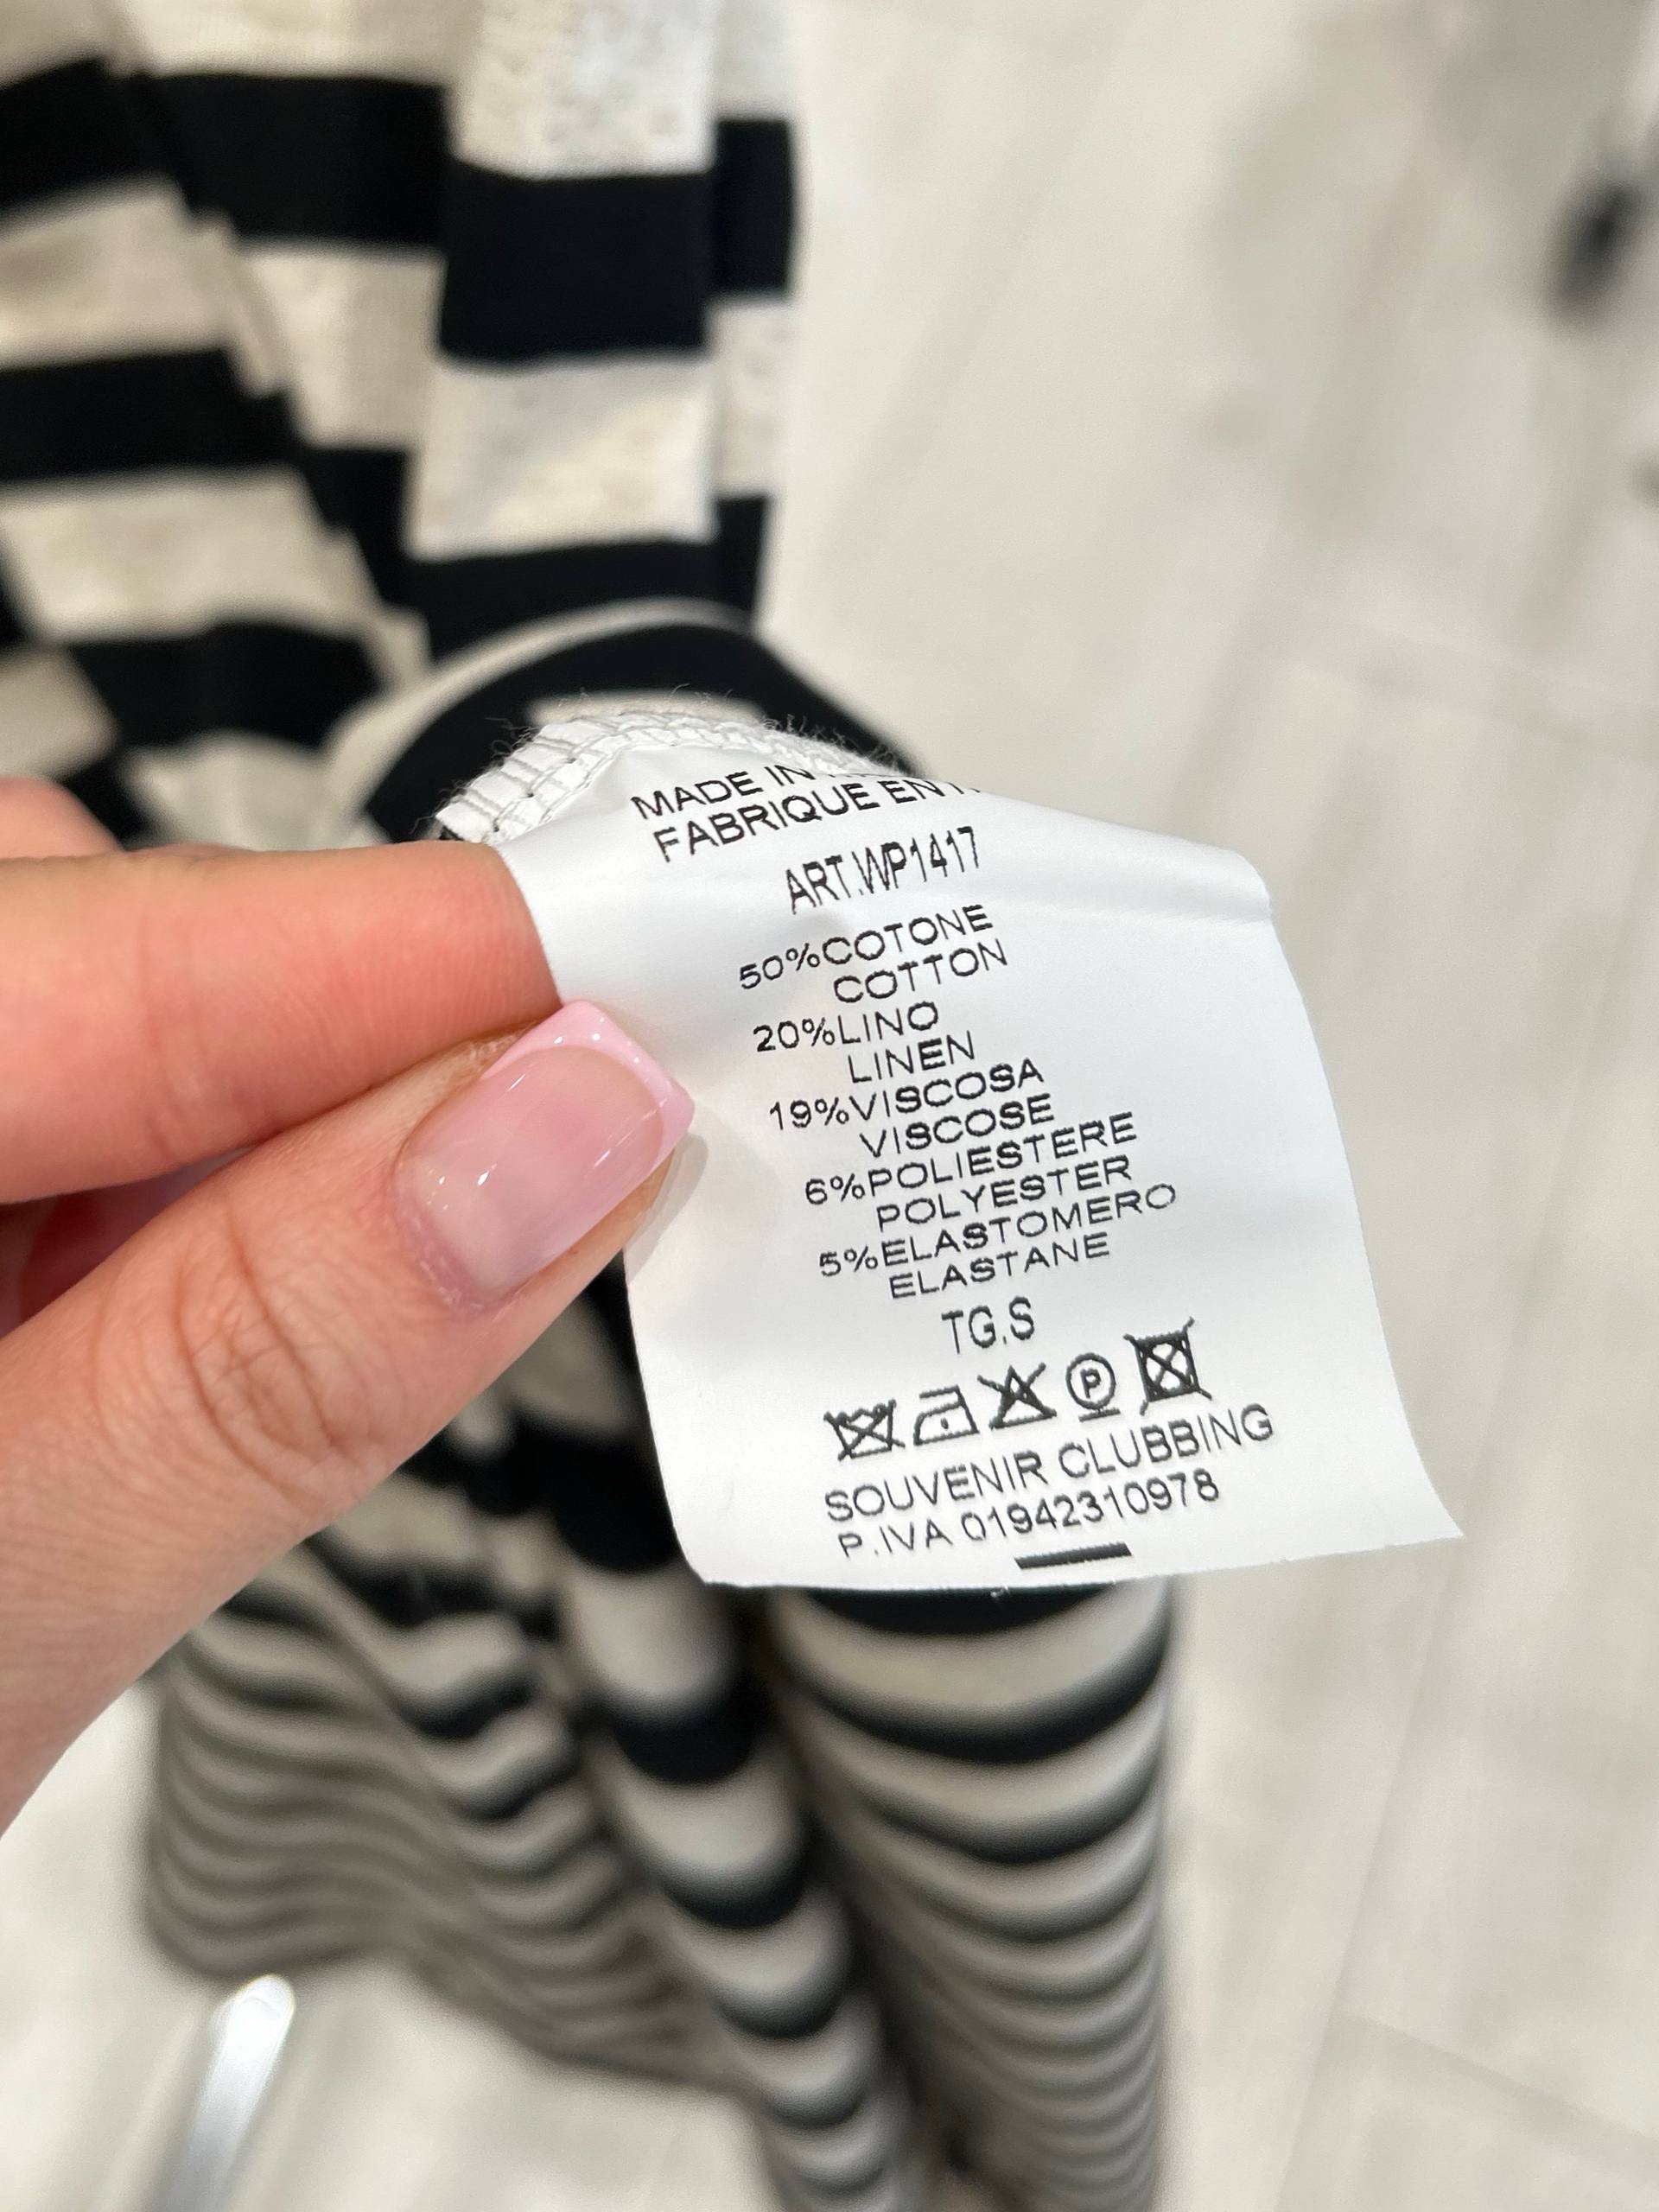 MADE IN
FABRIQUE EN
ART.WP1417
50%COTONE
COTTON
20%LINO
LINEN
19%VISCOSA
VISCOSE
6%POLIESTERE
POLYESTER
5%ELASTOMERO
ELASTANE
TG.S
P
SOUVENIR CLUBBING
P.IVA 01942310978